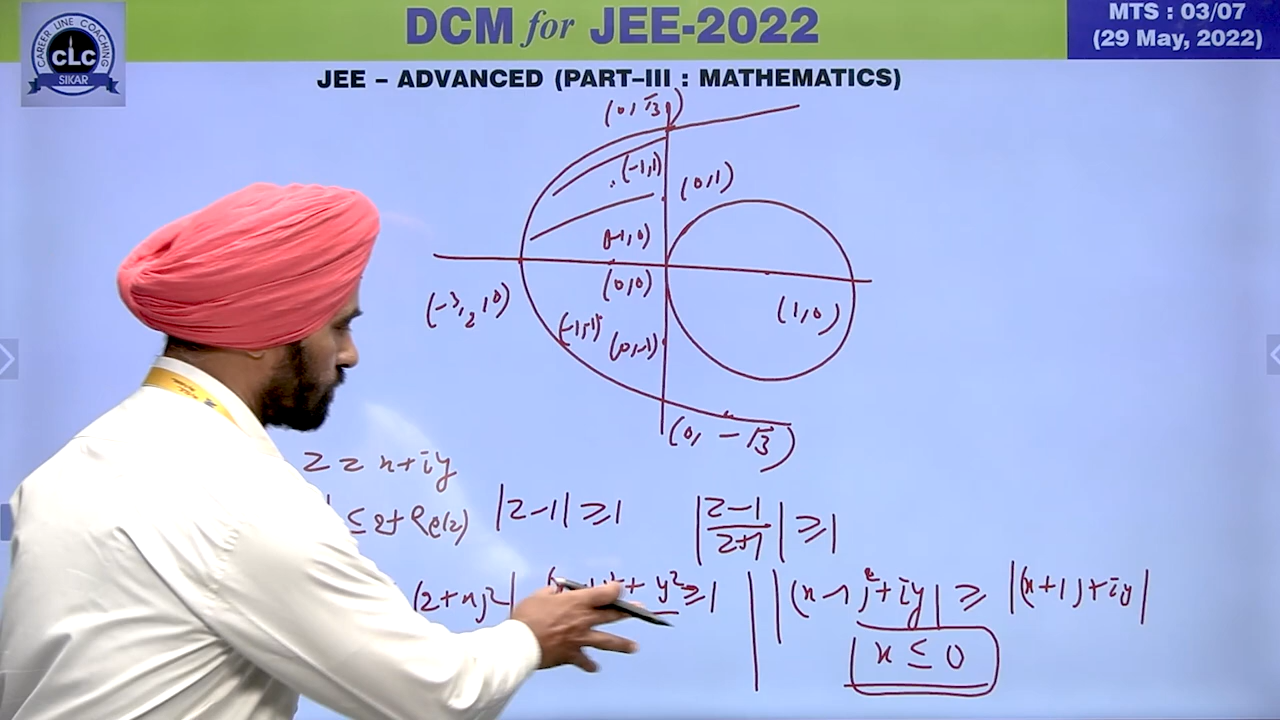 DCM for JEE-2022
MTS : 03/07
(29 May, 2022)
CAREER LINE COACHING
CLC
SIKAR
JEE – ADVANCED (PART–III : MATHEMATICS)
(0, √3)
(-1,1)
(0,1)
(-1,0)
(0,0)
(-3/2, 0)
(1,0)
(-1,-1)
(0,-1)
(0, -√3)
z = x+iy
≤ 2+ Re(z) |z-1| ≥1 |z-1/z+1| ≥1
(2+x)² + y² ≥1 |(x-1)²+iy| ≥ |(x+1)+iy|
x ≤ 0